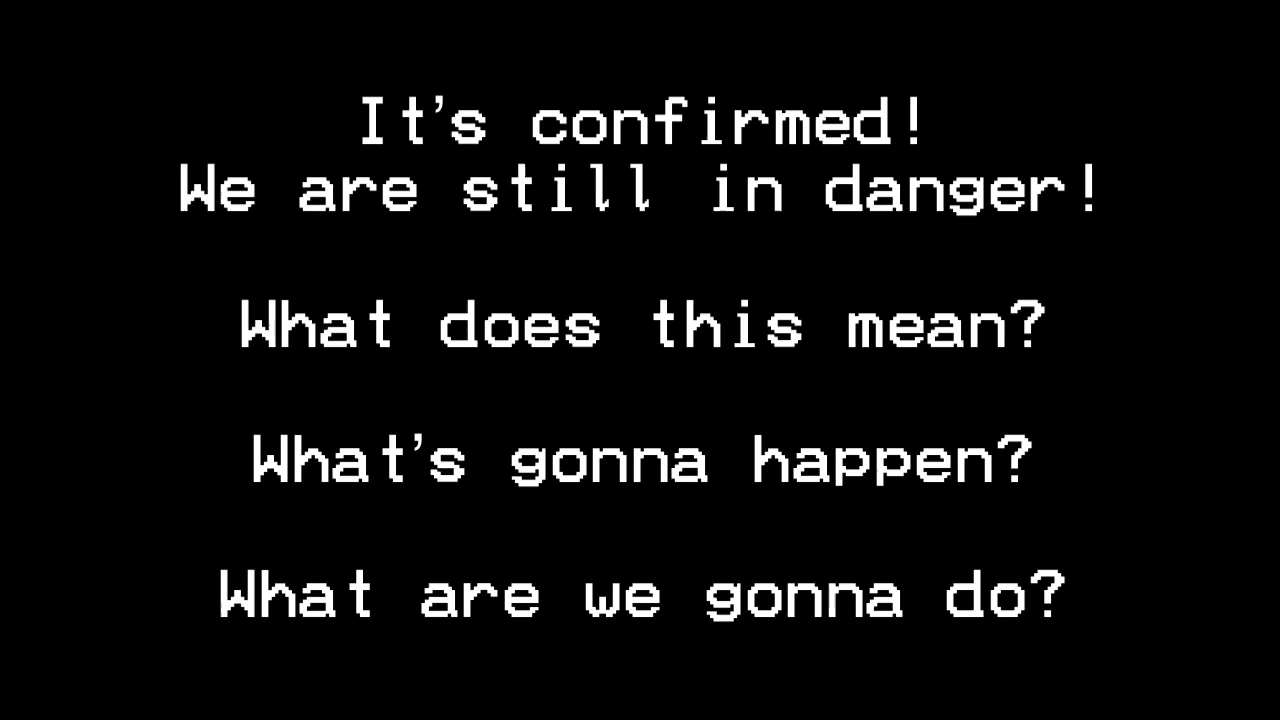 It's confirmed!
We are still in danger!
What does this mean?
What's gonna happen?
What are we gonna do?